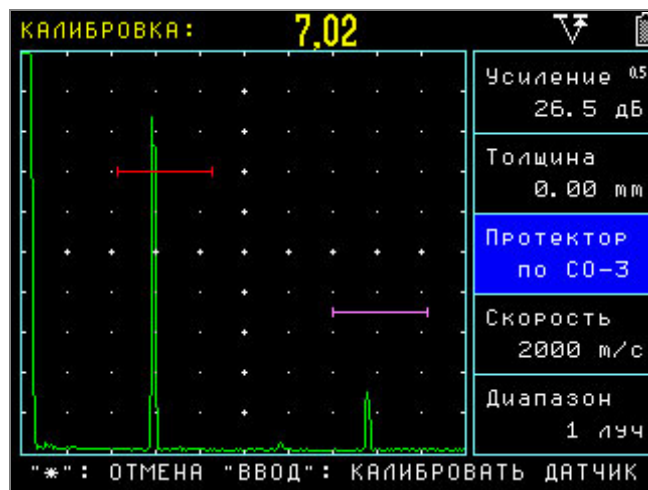 КАЛИБРОВКА: 7,02
Усиление 0.5
26.5 дБ
Толщина
0.00 mm
Протектор
по СО-3
Скорость
2000 m/c
Диапазон
1 луч
"*": ОТМЕНА "ВВОД": КАЛИБРОВАТЬ ДАТЧИК